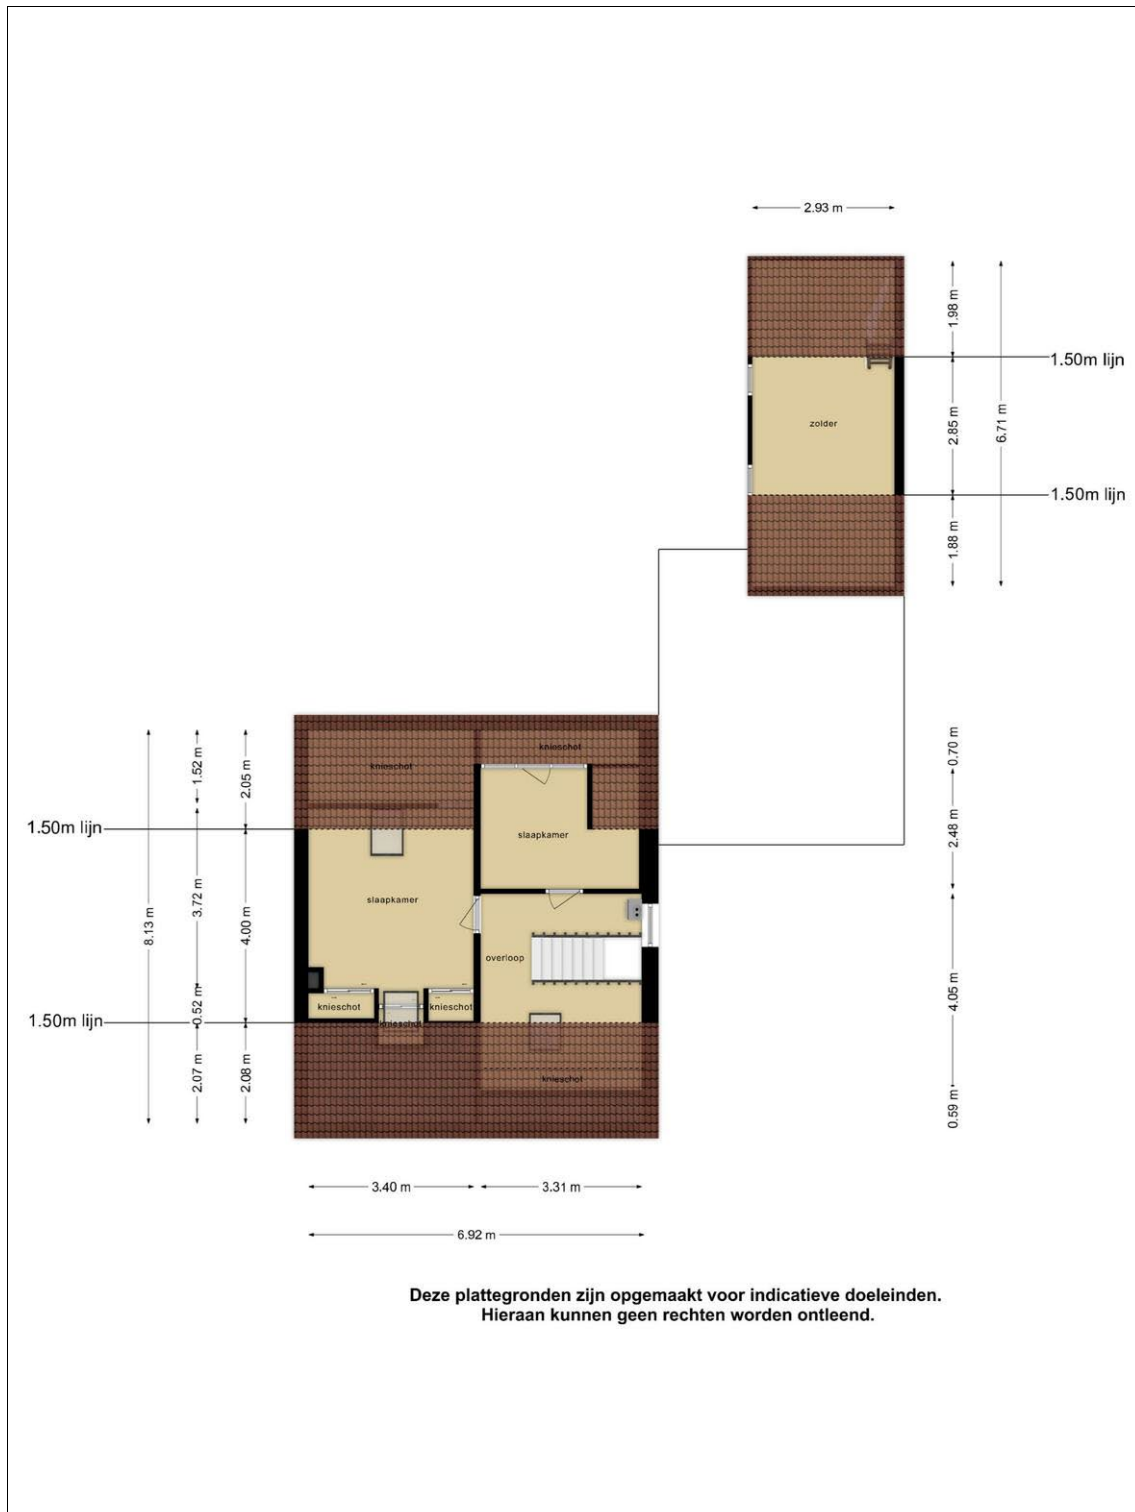 2.93 m
1.98 m
1.50m lijn
2.85 m
6.71 m
zolder
1.50m lijn
1.88 m
knieschot
0.70 m
1.52 m
2.05 m
knieschot
1.50m lijn
slaapkamer
2.48 m
3.72 m
slaapkamer
8.13 m
4.00 m
overloop
4.05 m
0.52 m
knieschot
knieschot
knieschot
1.50m lijn
2.07 m
2.08 m
knieschot
0.59 m
3.40 m
3.31 m
6.92 m
Deze plattegronden zijn opgemaakt voor indicatieve doeleinden.
Hieraan kunnen geen rechten worden ontleend.